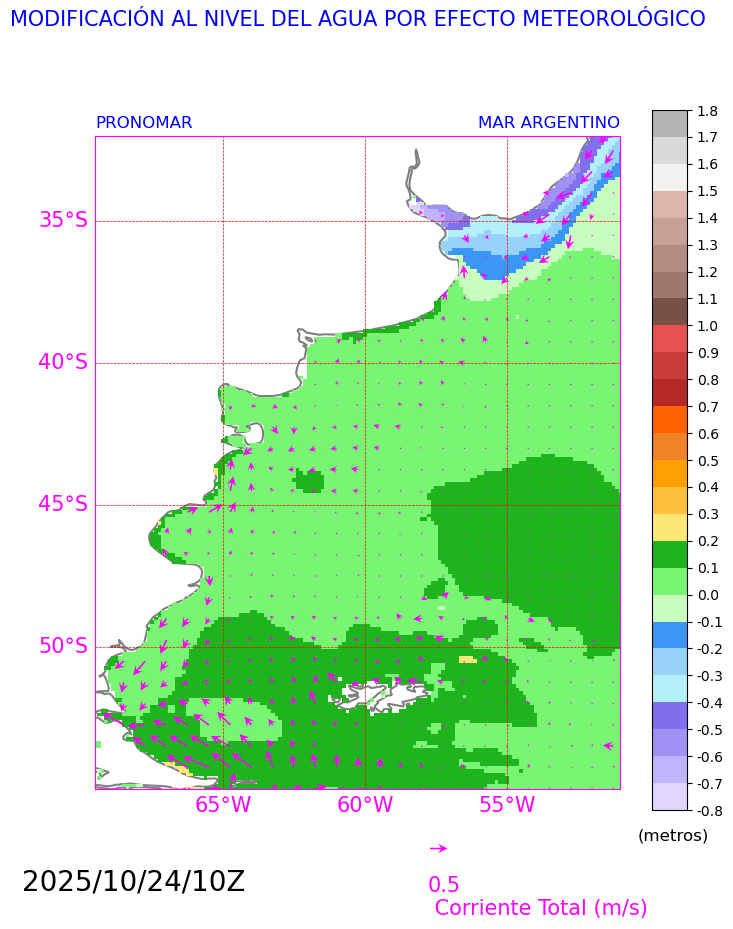 MODIFICACIÓN AL NIVEL DEL AGUA POR EFECTO METEOROLÓGICO
PRONOMAR MAR ARGENTINO
35°S
40°S
45°S
50°S
65°W 60°W 55°W
1.8
1.7
1.6
1.5
1.4
1.3
1.2
1.1
1.0
0.9
0.8
0.7
0.6
0.5
0.4
0.3
0.2
0.1
0.0
-0.1
-0.2
-0.3
-0.4
-0.5
-0.6
-0.7
-0.8
(metros)
2025/10/24/10Z
0.5
Corriente Total (m/s)